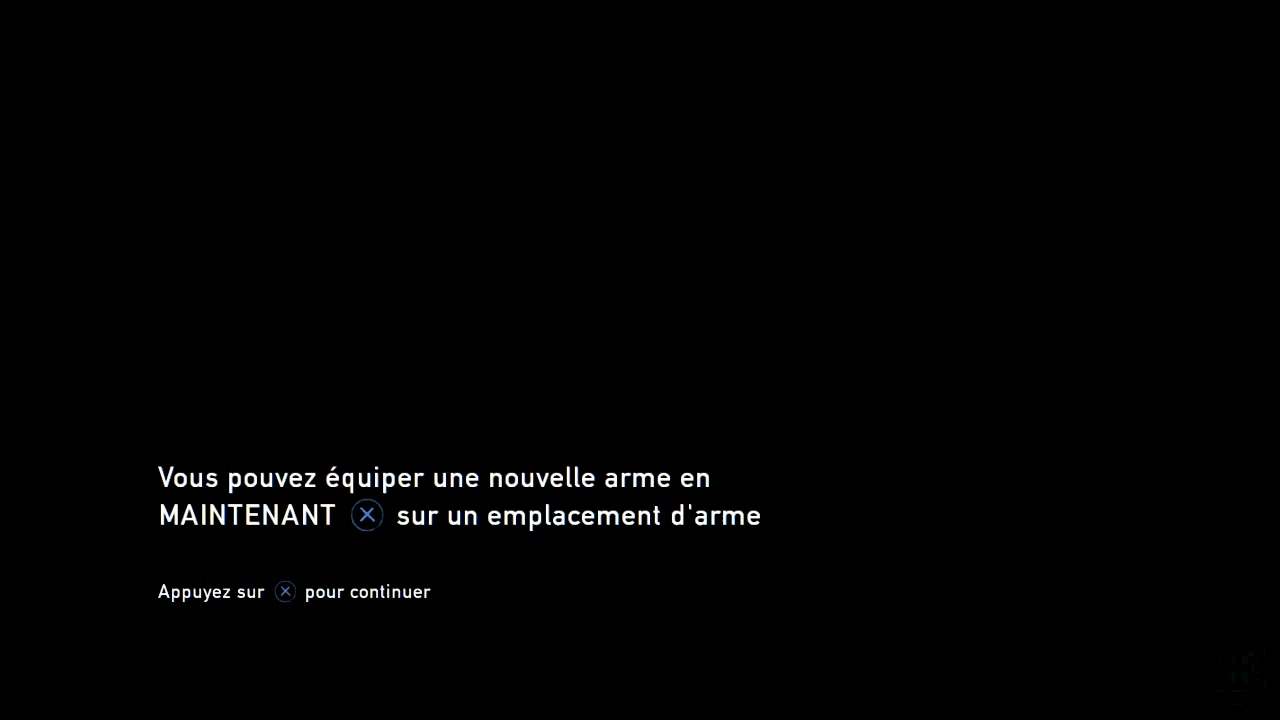 Vous pouvez équiper une nouvelle arme en
MAINTENANT ⓧ sur un emplacement d'arme
Appuyez sur ⓧ pour continuer